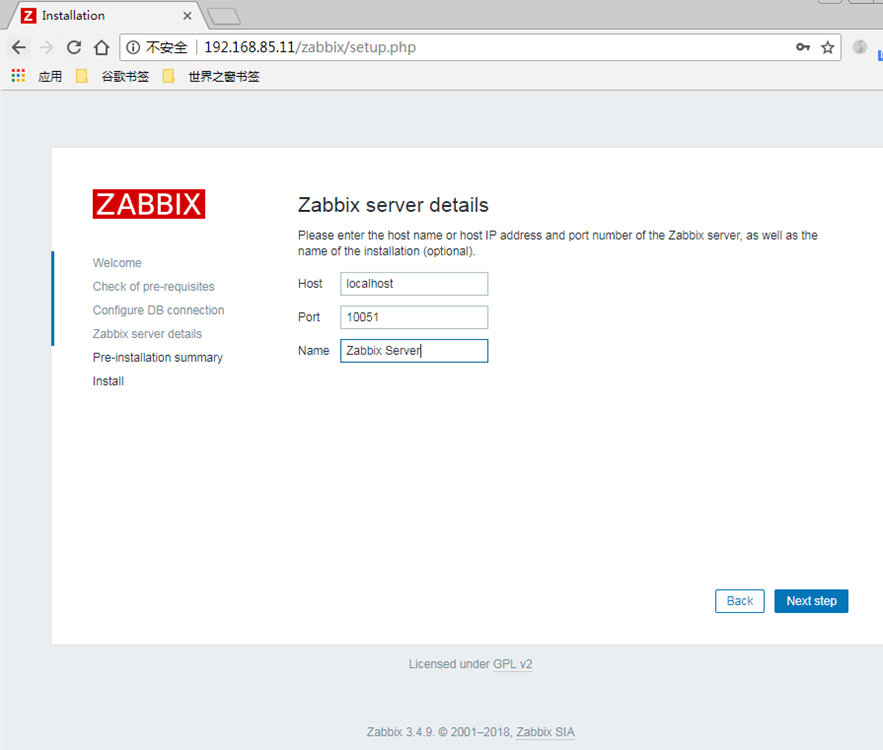 Installation
不安全 192.168.85.11/zabbix/setup.php
应用 谷歌书签 世界之窗书签
ZABBIX
Welcome
Check of pre-requisites
Configure DB connection
Zabbix server details
Pre-installation summary
Install
Zabbix server details
Please enter the host name or host IP address and port number of the Zabbix server, as well as the
name of the installation (optional).
Host localhost
Port 10051
Name Zabbix Server
Back Next step
Licensed under GPL v2
Zabbix 3.4.9. © 2001–2018, Zabbix SIA